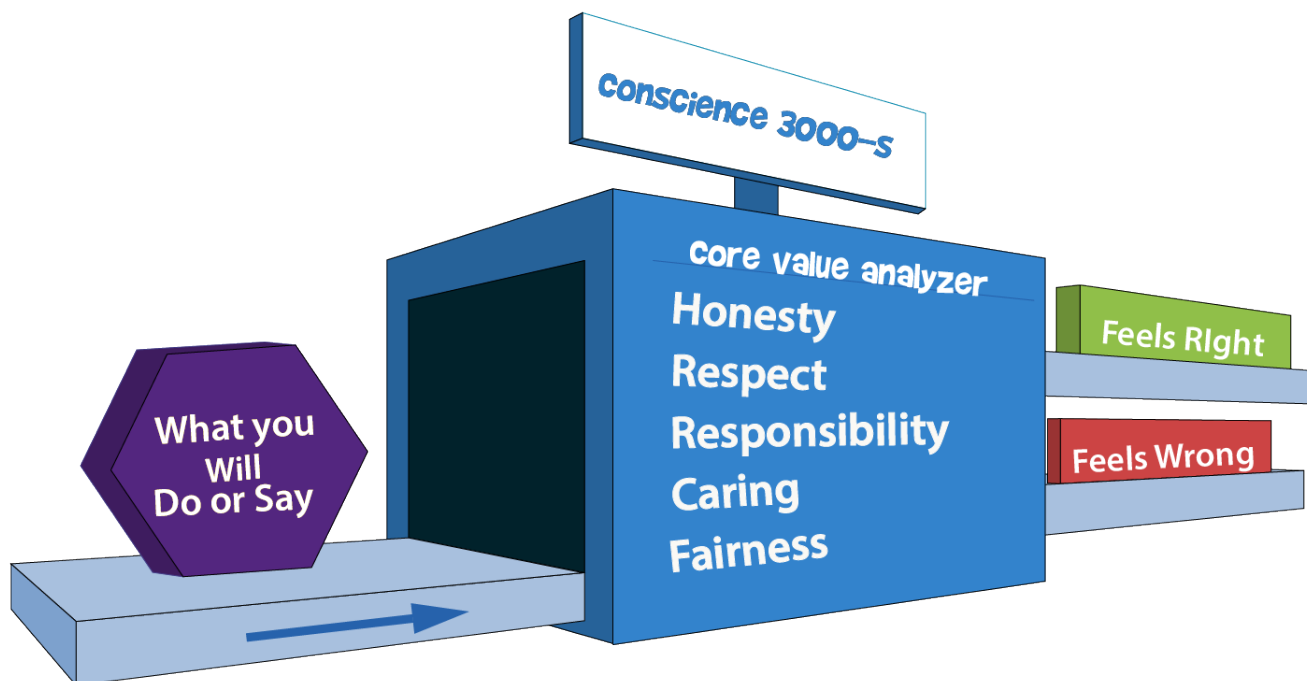 conscience 3000-s
core value analyzer
Honesty
Respect
Responsibility
Caring
Fairness
What you
Will
Do or Say
Feels RIght
Feels Wrong